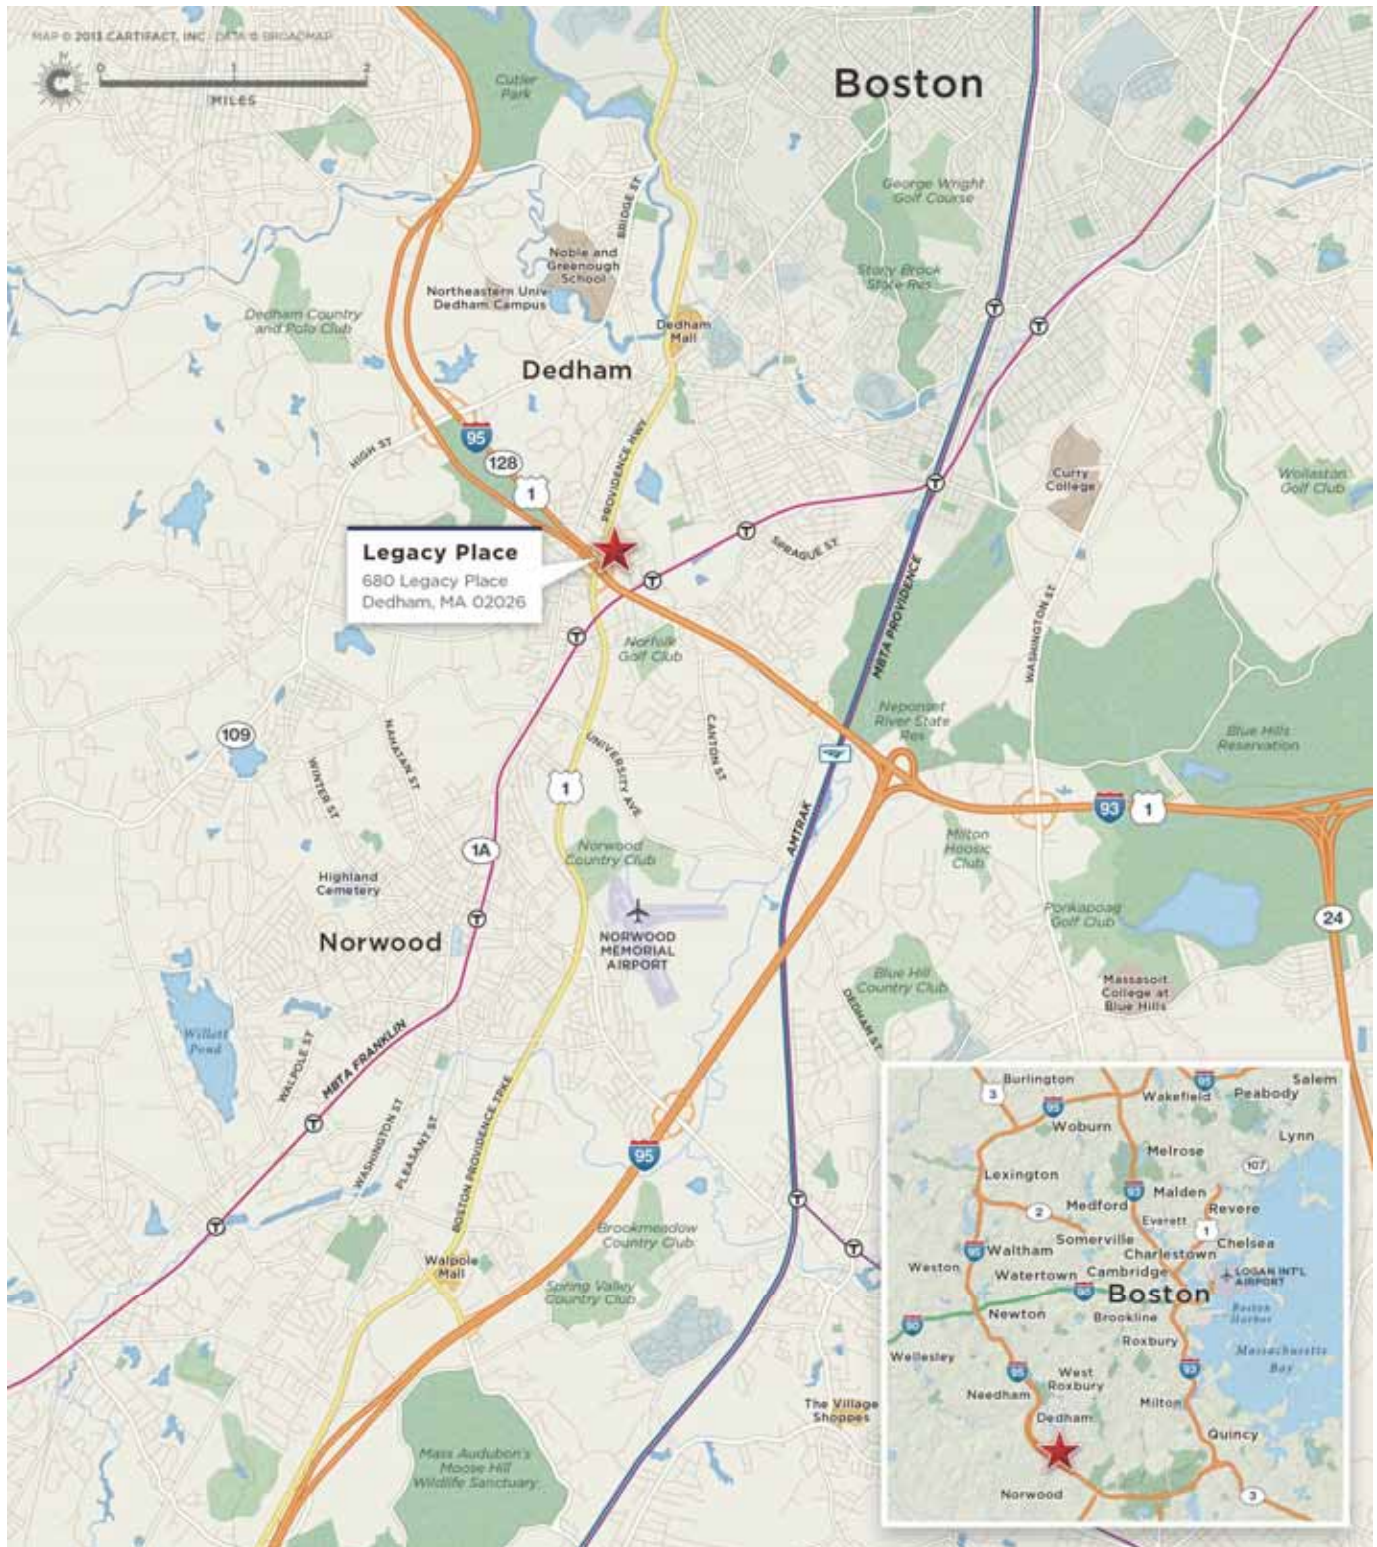 MAP © 2013 CARTIFACT, INC DATA © BROADMAP
N
C
0 1 2
MILES
Boston
Cutler
Park
George Wright
Golf Course
BRIDGE ST
Noble and
Greenough
School
Stony Brook
State Res
Northeastern Univ
Dedham Campus
Dedham Country
and Polo Club
Dedham
Mall
T
T
Dedham
HIGH ST
95
128
1
PROVIDENCE HWY
Curry
College
Wollaston
Golf Club
T
T
SPRAGUE ST
Legacy Place
680 Legacy Place
Dedham, MA 02026
T
T
Norfolk
Golf Club
MBTA PROVIDENCE
WASHINGTON ST
Neponset
River State
Res
Blue Hills
Reservation
109
NAHATAN ST
WINTER ST
CANTON ST
UNIVERSITY AVE
1
AMTRAK
93
1
1A
Norwood
Country Club
Milton
Hoosic
Club
Highland
Cemetery
Ponkapoag
Golf Club
24
T
Norwood
NORWOOD
MEMORIAL
AIRPORT
Blue Hill
Country Club
Massasoit
College at
Blue Hills
DEDHAM ST
Willett
Pond
WALPOLE ST
MBTA FRANKLIN
T
WASHINGTON ST
PLEASANT ST
BOSTON PROVIDENCE TPKE
95
T
T
T
Brookmeadow
Country Club
Walpole
Mall
Spring Valley
Country Club
The Village
Shoppes
Mass Audubon's
Moose Hill
Wildlife Sanctuary
Burlington
95
Salem
3
Wakefield
Peabody
95
Woburn
Lynn
Melrose
107
Lexington
93
Malden
Medford
Revere
2
Everett
1
Somerville
Chelsea
95
Waltham
Charlestown
Weston
Watertown
Cambridge
LOGAN INT'L
AIRPORT
90
Boston
Newton
Brookline
Boston
Harbor
90
Roxbury
Wellesley
Massachusetts
Bay
95
West
Roxbury
93
Needham
Milton
Dedham
Quincy
Norwood
3